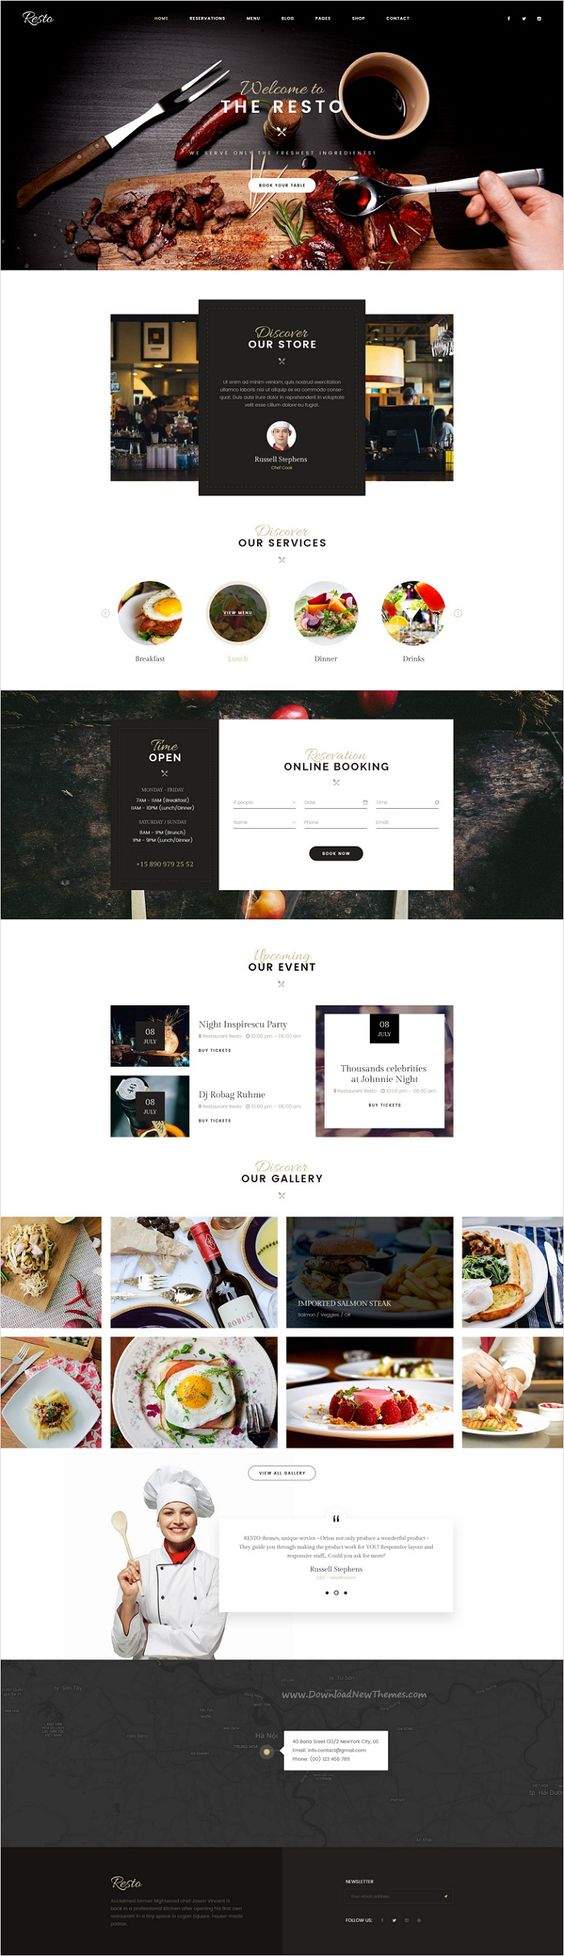 Resto
HOME RESERVATIONS MENU BLOG PAGES SHOP CONTACT
Welcome to
THE RESTO
WE SERVE ONLY THE FRESHEST INGREDIENTS!
BOOK YOUR TABLE
Discover
OUR STORE
Ut enim ad minim veniam, quis nostrud exercitation
ullamco laboris nisi ut aliquip ex ea commodo conse-
quat. Duis aute irure dolor in reprehenderit in voluptate
velit esse cillum dolore eu fugiat.
Russell Stephens
Chef Cook
Discover
OUR SERVICES
VIEW MENU
Breakfast Lunch Dinner Drinks
Time
OPEN
MONDAY - FRIDAY
7AM - 11AM (Breakfast)
11AM - 10PM (Lunch/Dinner)
SATURDAY / SUNDAY
8AM - 1PM (Brunch)
1PM - 9PM (Lunch/Dinner)
+15 890 979 25 52
Resevation
ONLINE BOOKING
4 people Date Time
Name Phone Email
BOOK NOW
Upcoming
OUR EVENT
08
JULY
Night Inspirescu Party
Restaurant Resto 10:00 pm - 06:00 am
BUY TICKETS
08
JULY
Dj Robag Ruhme
Restaurant Resto 10:00 pm - 06:00 am
BUY TICKETS
08
JULY
Thousands celebrities
at Johnnie Night
Restaurant Resto 10:00 pm - 06:00 am
BUY TICKETS
Discover
OUR GALLERY
ROBUST
IMPORTED SALMON STEAK
Salmon / Veggies / Oil
VIEW ALL GALLERY
“
RESTO themes, unique service - Orion not only produce a wonderful product -
They guide you through making the product work for YOU! Responsive layout and
responsive staff... Could you ask for more?
Russell Stephens
www.DownloadNewThemes.com
Hà Nội
40 Baria Sreet 133/2 NewYork City, US
Email: info.contact@gmail.com
Phone: (00) 123 456 789
Resto
Acclaimed former Nightwood chef Jason Vincent is
back in a professional kitchen after opening his first own
restaurant in a tiny space in Logan Square. house-made
pastas.
NEWSLETTER
Your email address
FOLLOW US: